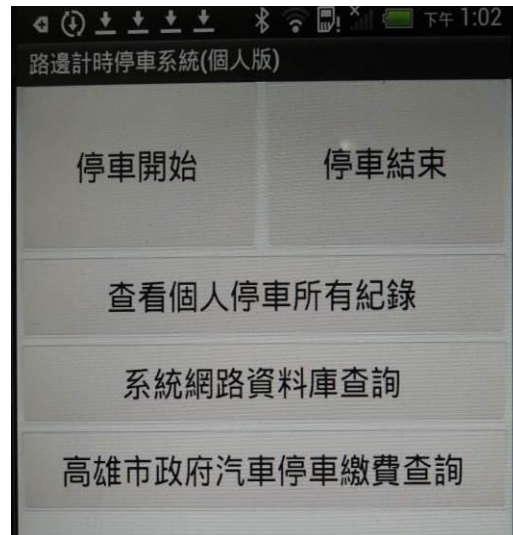 下午 1:02
路邊計時停車系統(個人版)
停車開始
停車結束
查看個人停車所有紀錄
系統網路資料庫查詢
高雄市政府汽車停車繳費查詢